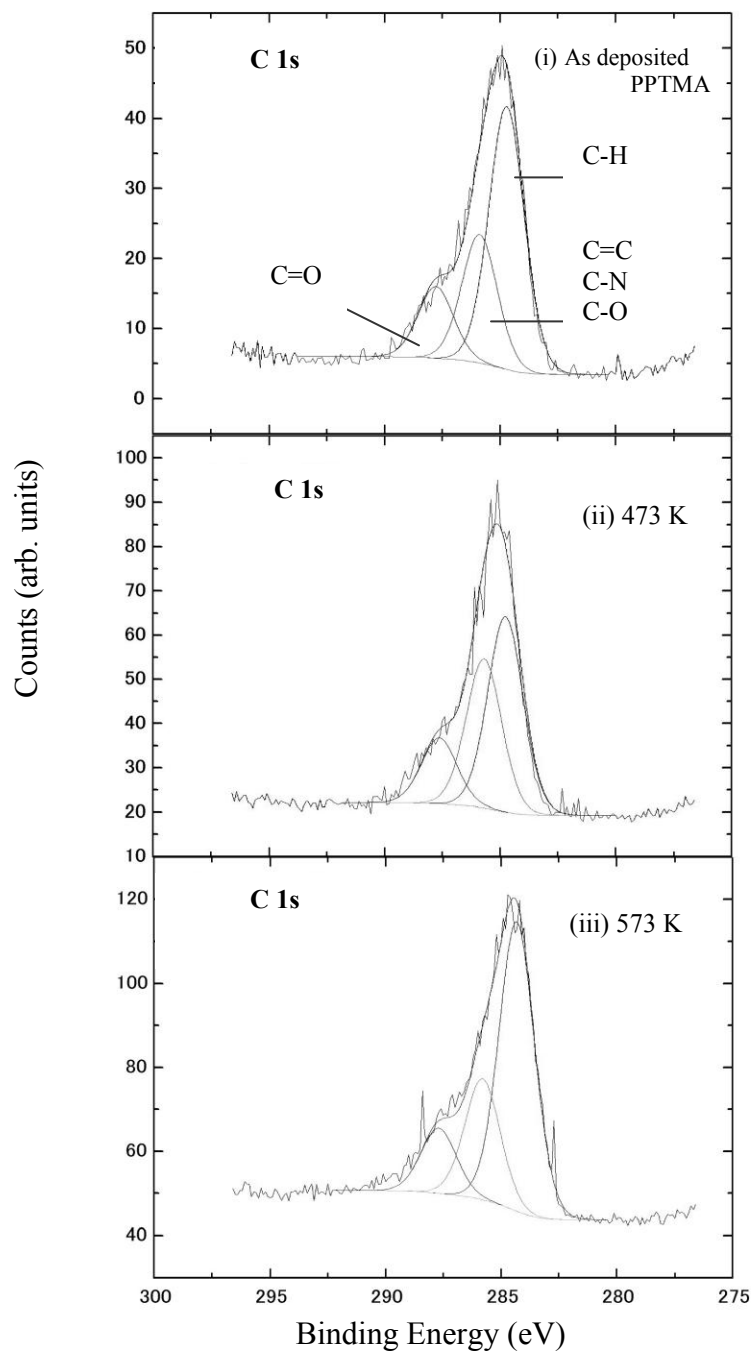 C 1s
(i) As deposited
PPTMA
C-H
C=C
C-N
C-O
C=O
50
40
30
20
10
0
C 1s
(ii) 473 K
100
90
80
70
60
50
40
30
20
10
C 1s
(iii) 573 K
120
100
80
60
40
300 295 290 285 280 275
Counts (arb. units)
Binding Energy (eV)